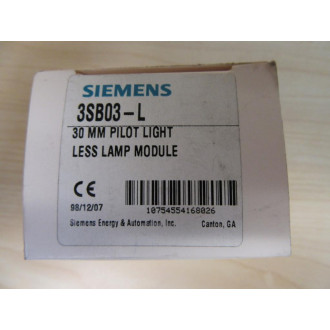 SIEMENS
3SB03-L
30 MM PILOT LIGHT
LESS LAMP MODULE
CE
98/12/07
10754554168026
Siemens Energy & Automation, Inc. Canton, GA